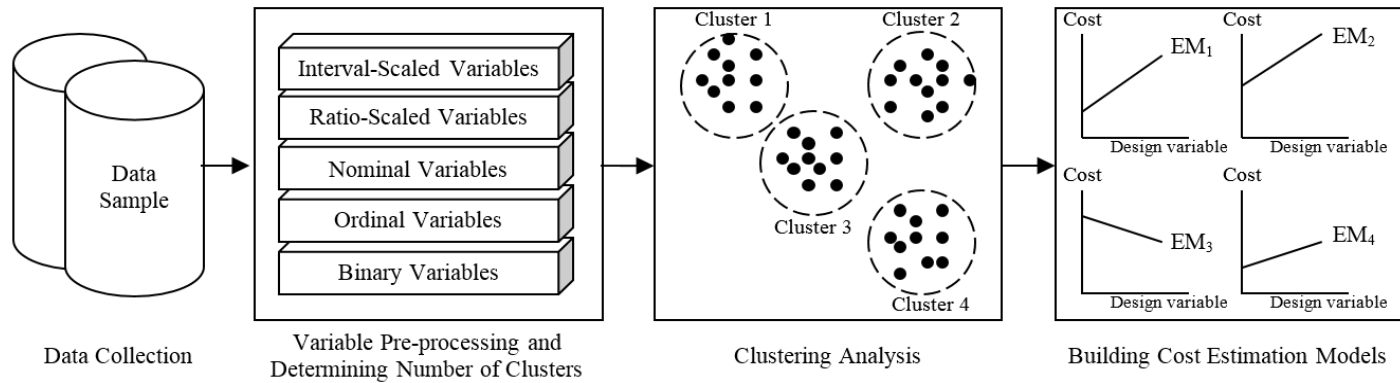 Data
Sample
Data Collection
Interval-Scaled Variables
Ratio-Scaled Variables
Nominal Variables
Ordinal Variables
Binary Variables
Variable Pre-processing and
Determining Number of Clusters
Cluster 1
Cluster 2
Cluster 3
Cluster 4
Clustering Analysis
Cost
EM₁
Design variable
Cost
EM₂
Design variable
Cost
EM₃
Design variable
Cost
EM₄
Design variable
Building Cost Estimation Models